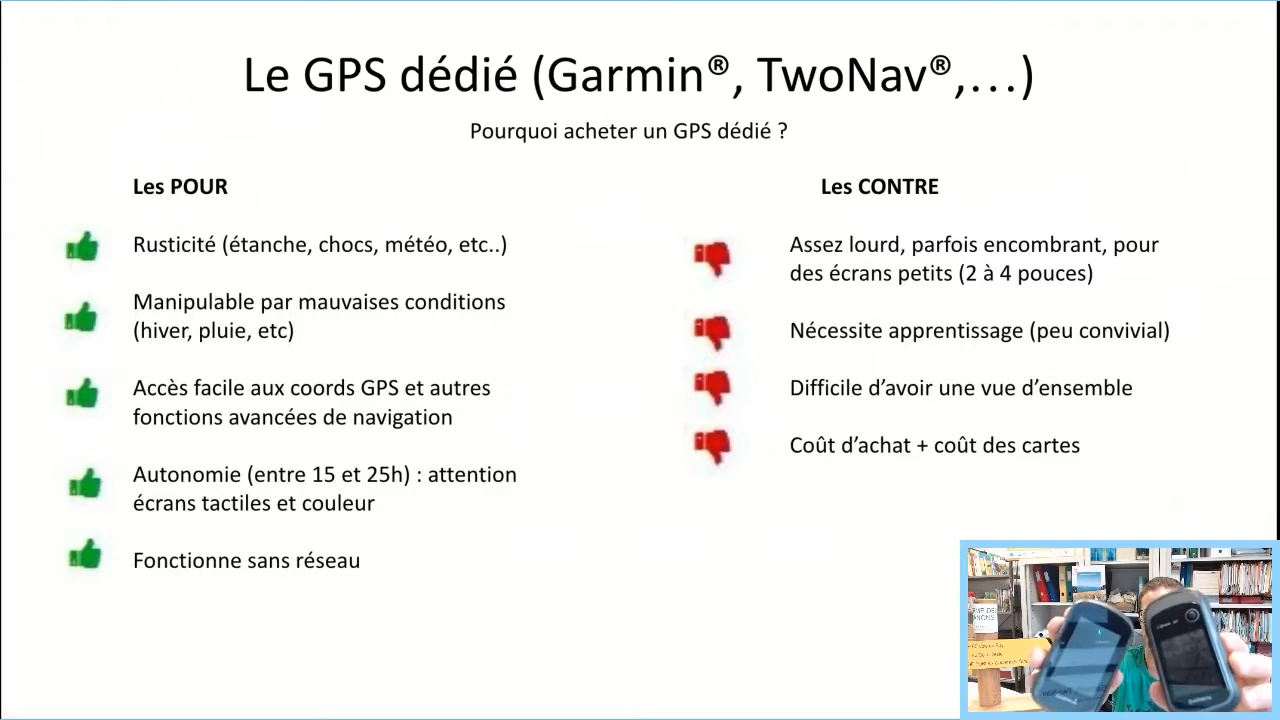 Le GPS dédié (Garmin®, TwoNav®,…)
Pourquoi acheter un GPS dédié ?
Les POUR
Rusticité (étanche, chocs, météo, etc..)
Manipulable par mauvaises conditions
(hiver, pluie, etc)
Accès facile aux coords GPS et autres
fonctions avancées de navigation
Autonomie (entre 15 et 25h) : attention
écrans tactiles et couleur
Fonctionne sans réseau
Les CONTRE
Assez lourd, parfois encombrant, pour
des écrans petits (2 à 4 pouces)
Nécessite apprentissage (peu convivial)
Difficile d’avoir une vue d’ensemble
Coût d’achat + coût des cartes
GARMIN